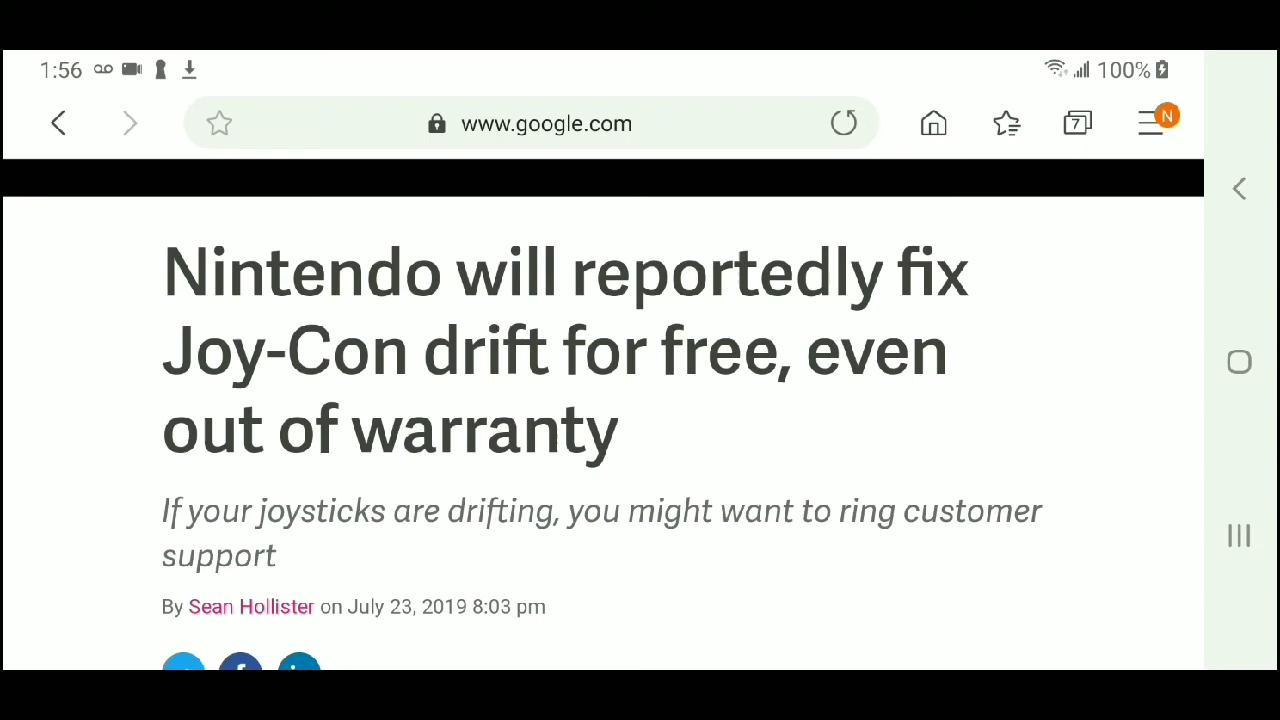 1:56 100%
www.google.com 7 N
Nintendo will reportedly fix
Joy-Con drift for free, even
out of warranty
If your joysticks are drifting, you might want to ring customer
support
By Sean Hollister on July 23, 2019 8:03 pm